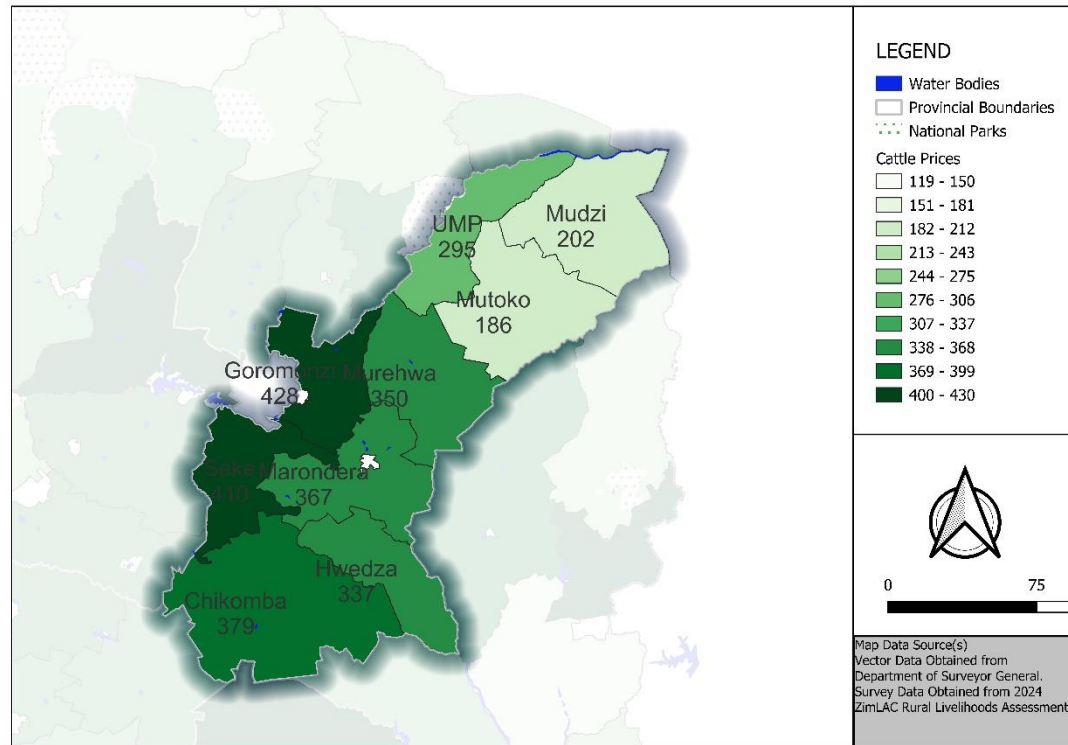 LEGEND
Water Bodies
Provincial Boundaries
National Parks
Cattle Prices
119 - 150
151 - 181
182 - 212
213 - 243
244 - 275
276 - 306
307 - 337
338 - 368
369 - 399
400 - 430
UMP
295
Mudzi
202
Mutoko
186
Goromonzi
428
Murehwa
350
Seke
410
Marondera
367
Hwedza
337
Chikomba
379
0 75
Map Data Source(s)
Vector Data Obtained from
Department of Surveyor General.
Survey Data Obtained from 2024
ZimLAC Rural Livelihoods Assessment